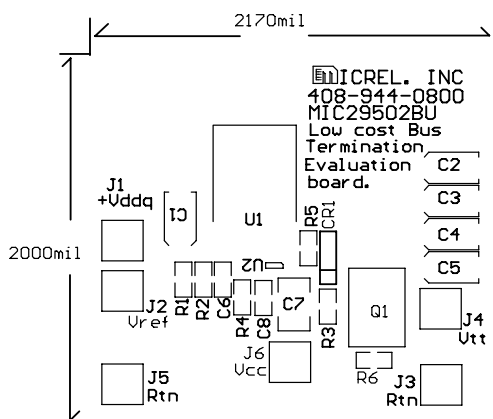 2170mil
MICREL. INC
408-944-0800
MIC29502BU
Low cost Bus
Termination
Evaluation
board.
C2
C3
C4
C5
J1
+Vddq
C1
U1
R5
CR1
2000mil
U2
J2
Vref
R1
R2
C6
R4
C8
C7
R3
Q1
J4
Vtt
J6
Vcc
R6
J5
Rtn
J3
Rtn